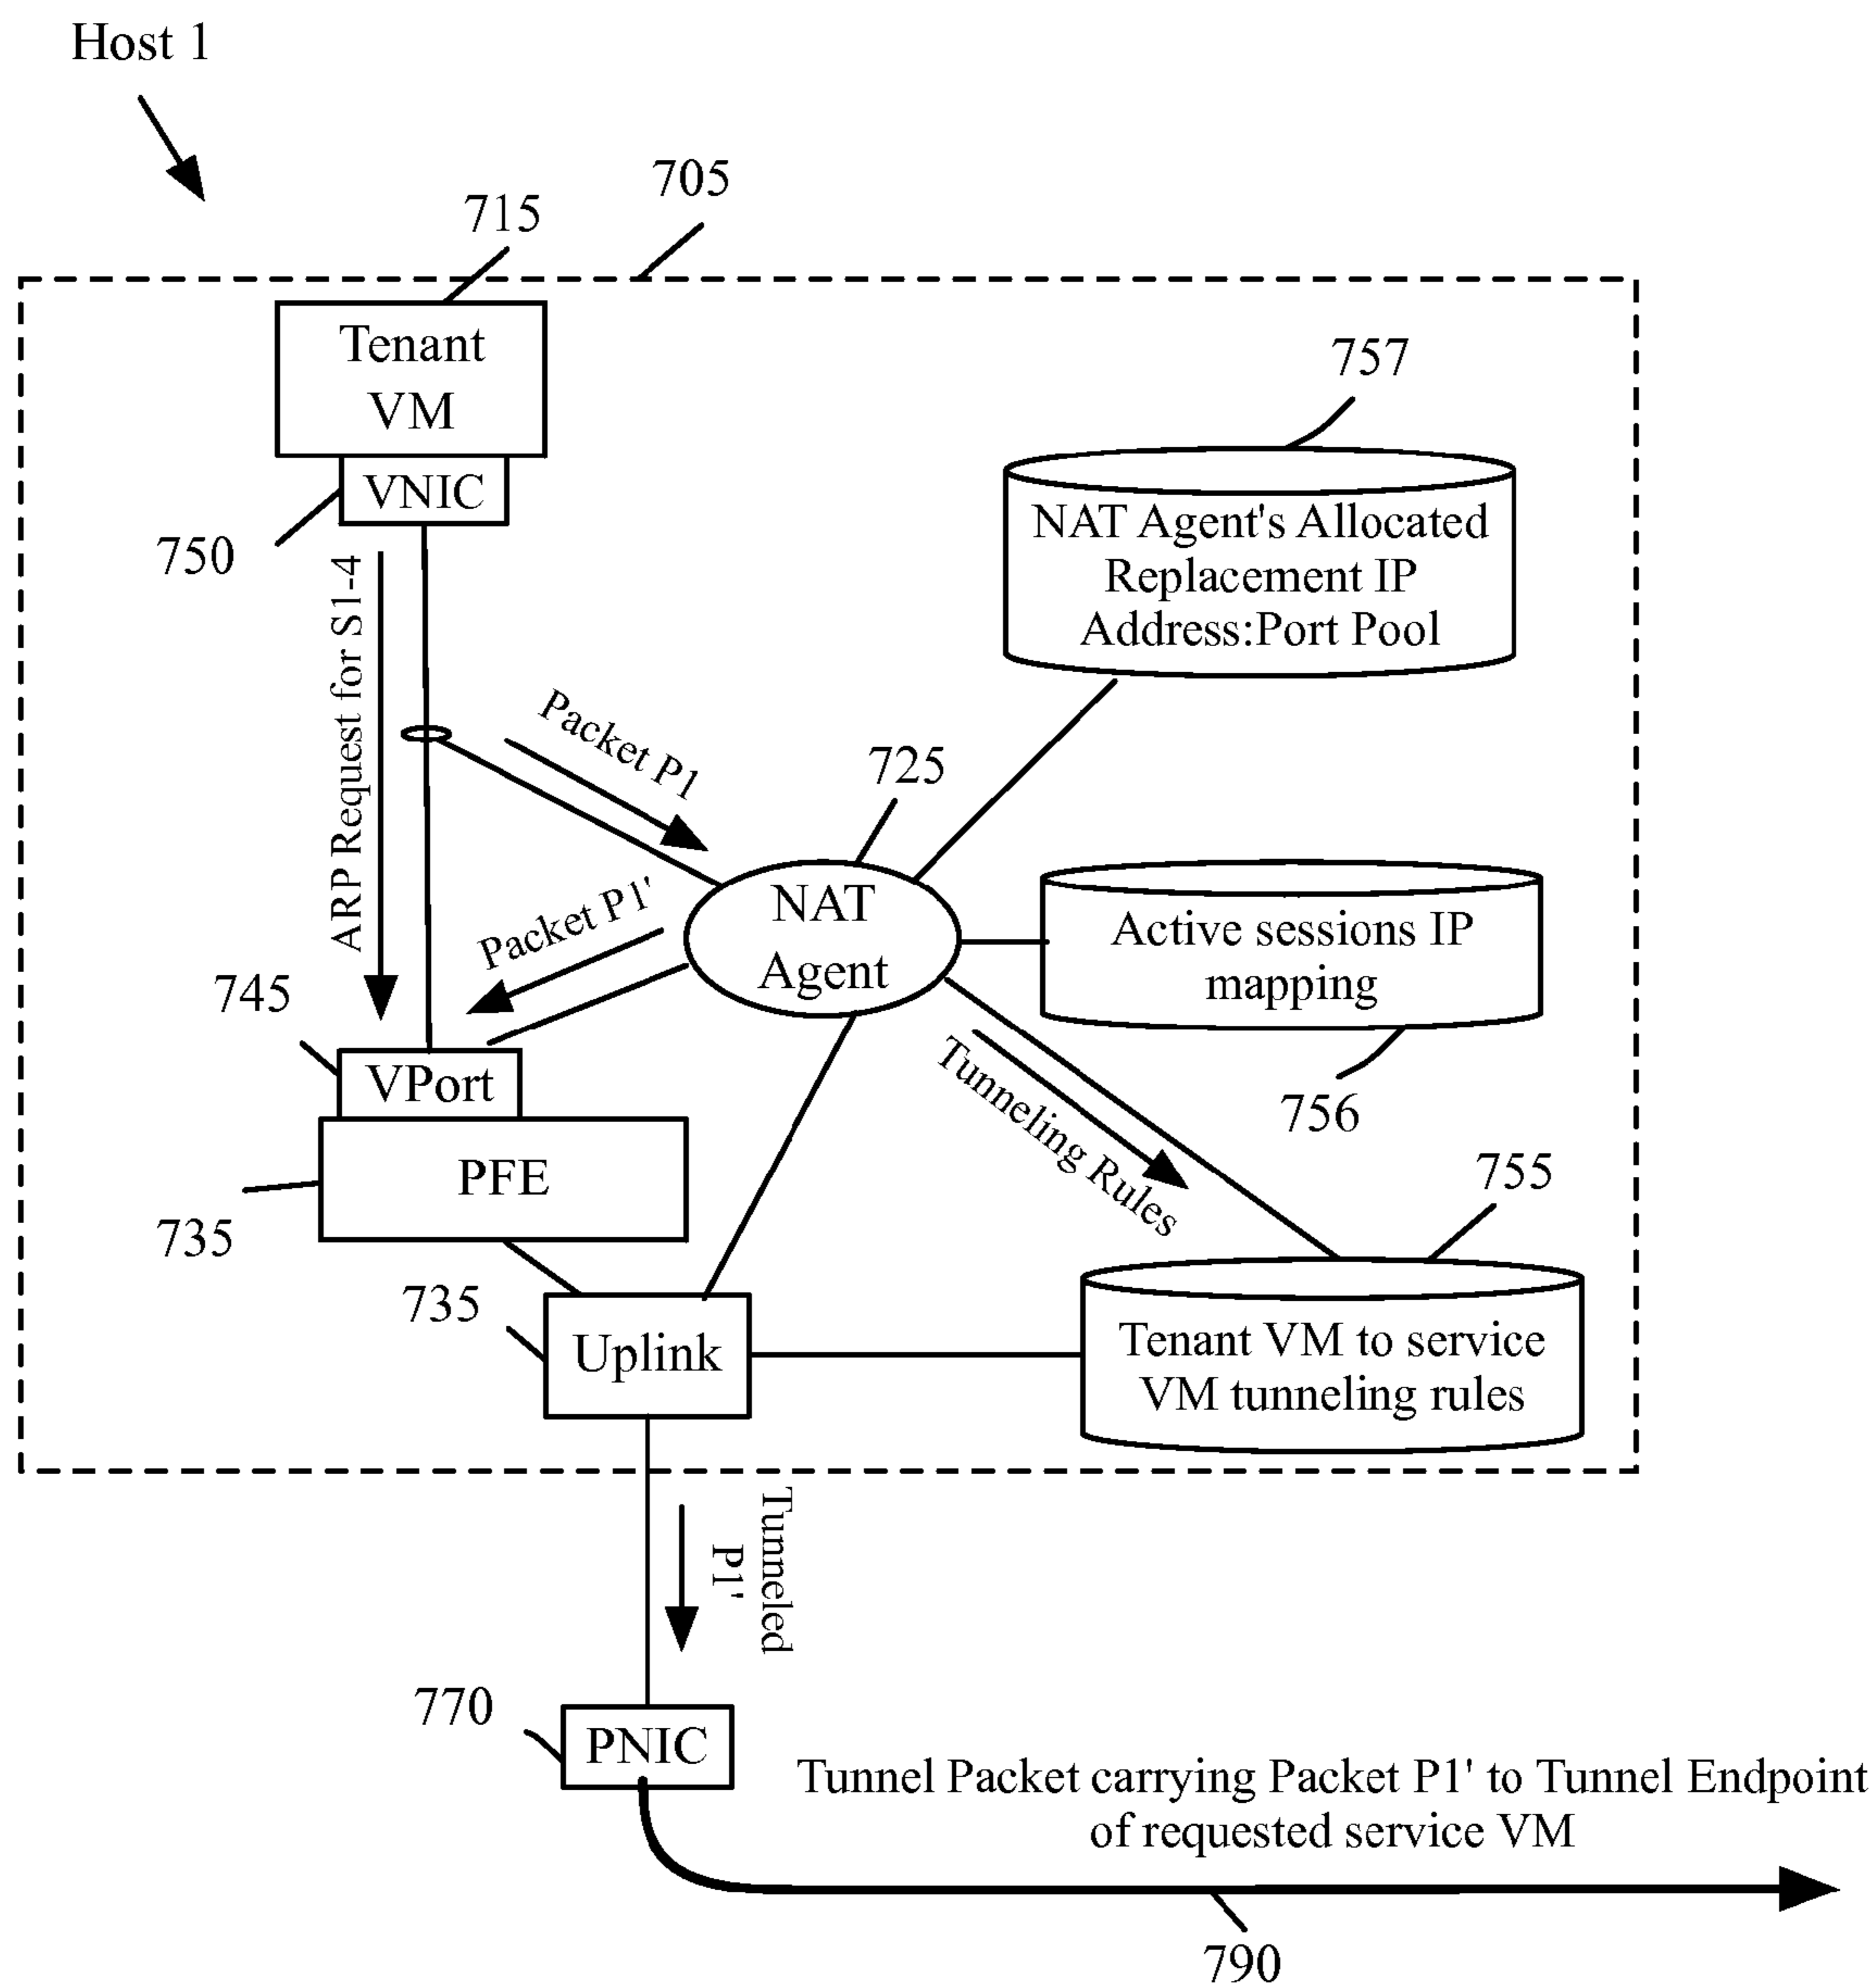 Host 1
705
715
Tenant
VM
VNIC
750
757
NAT Agent's Allocated
Replacement IP
Address:Port Pool
ARP Request for S1-4
Packet P1
725
NAT
Agent
Packet P1'
Active sessions IP
mapping
756
745
VPort
PFE
735
Tunneling Rules
755
735
Uplink
Tenant VM to service
VM tunneling rules
Tunneled
P1'
770
PNIC
Tunnel Packet carrying Packet P1' to Tunnel Endpoint
of requested service VM
790